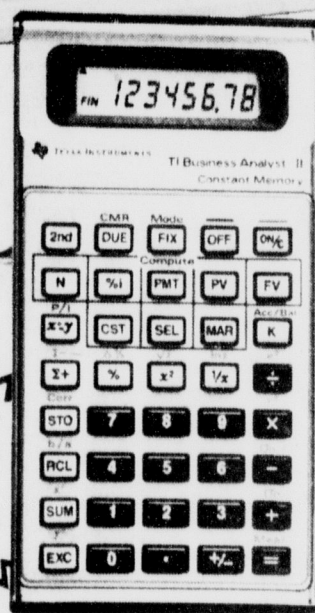 FIN 123456.78
TEXAS INSTRUMENTS
TI Business Analyst II
Constant Memory
CMR Mode
2nd DUE FIX OFF ON/C
Compute
N %i PMT PV FV
P/I Acc/Bal
x:y CST SEL MAR K
Σ+ % x² 1/x ÷
Corr
STO 7 8 9 ×
b/a
RCL 4 5 6 −
SUM 1 2 3 +
EXC 0 . +/− =